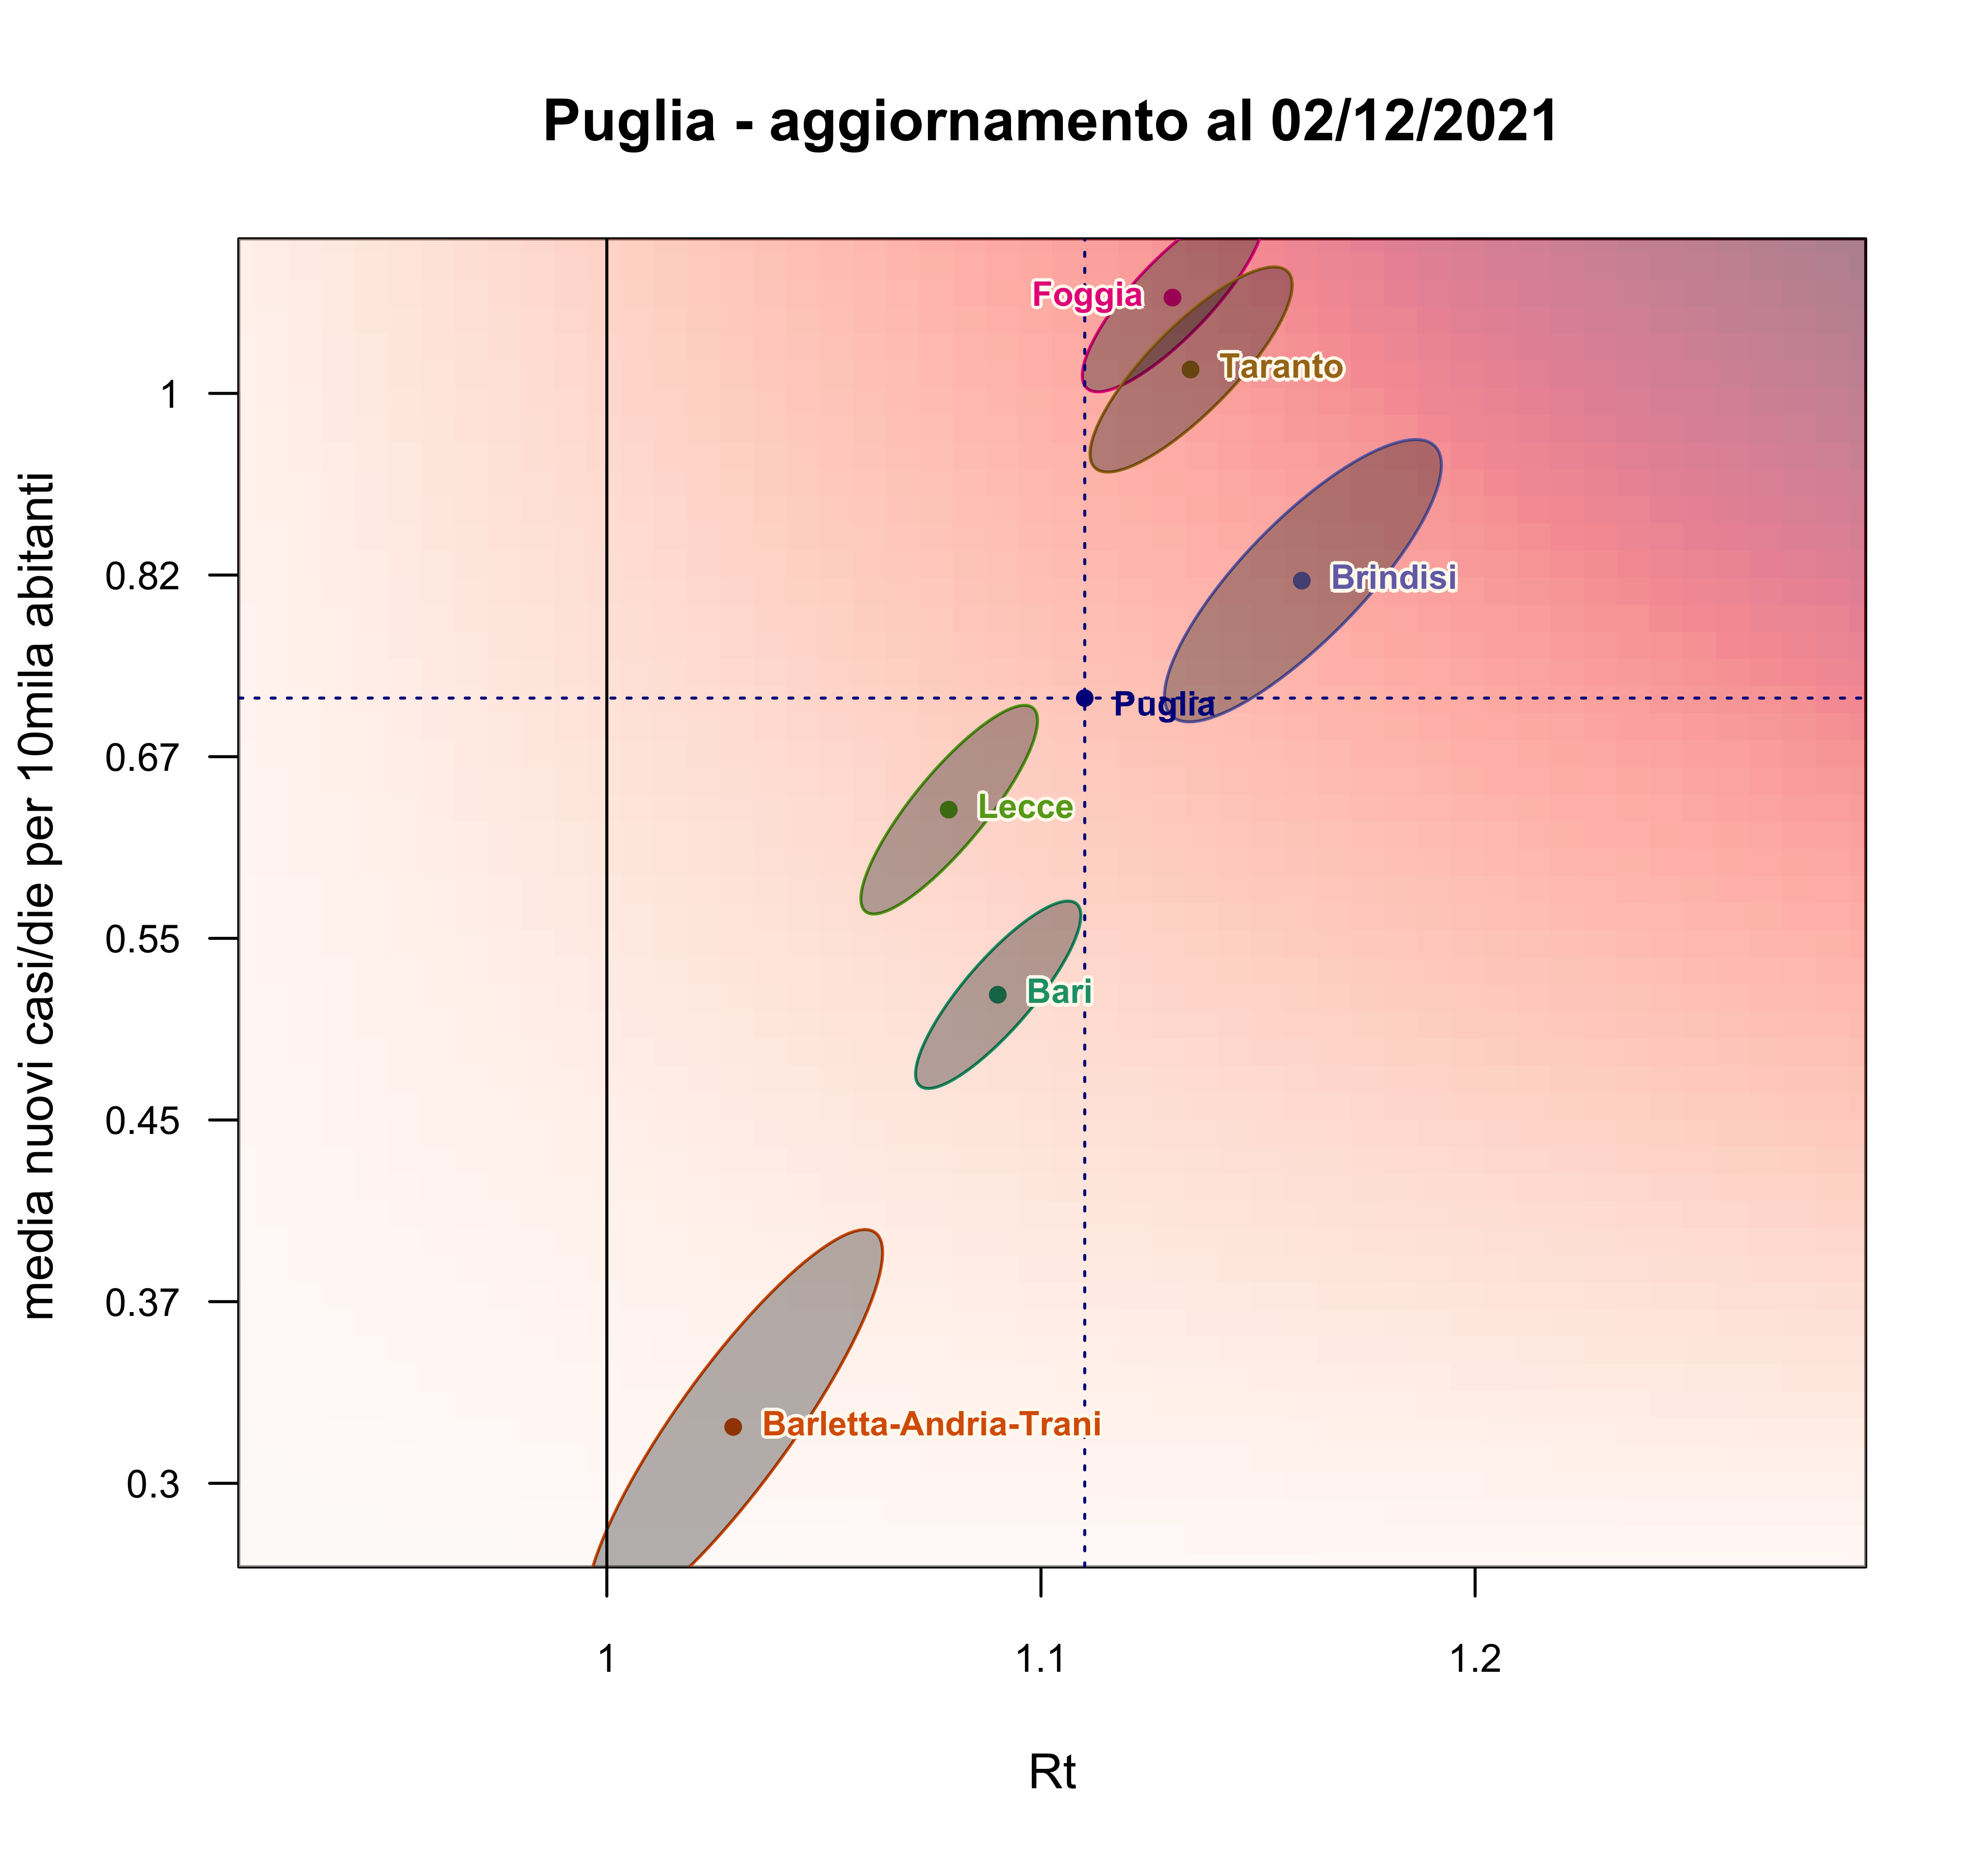 Puglia - aggiornamento al 02/12/2021
media nuovi casi/die per 10mila abitanti
1
0.82
0.67
0.55
0.45
0.37
0.3
Foggia
Taranto
Brindisi
Puglia
Lecce
Bari
Barletta-Andria-Trani
1
1.1
1.2
Rt